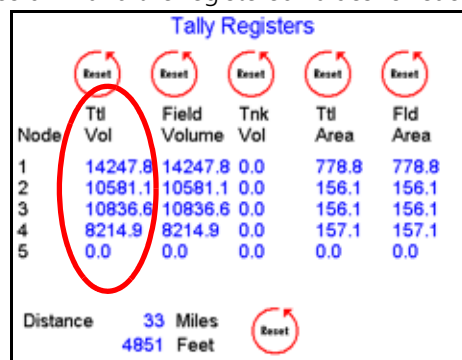 Tally Registers
Reset Reset Reset Reset Reset
Ttl Field Tnk Ttl Fld
Node Vol Volume Vol Area Area
1 14247.8 14247.8 0.0 778.8 778.8
2 10581.1 10581.1 0.0 156.1 156.1
3 10836.6 10836.6 0.0 156.1 156.1
4 8214.9 8214.9 0.0 157.1 157.1
5 0.0 0.0 0.0 0.0 0.0
Distance 33 Miles Reset
4851 Feet